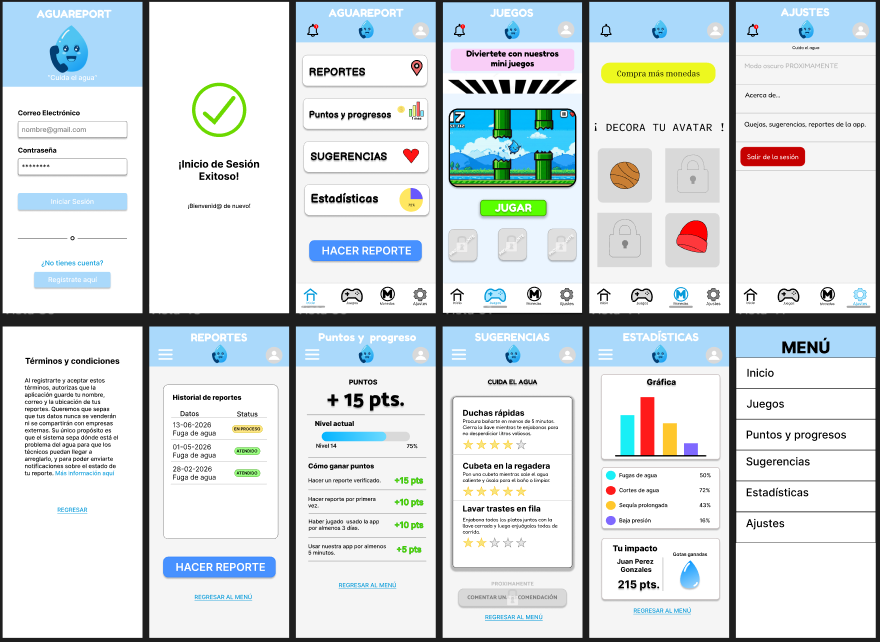 AGUAREPORT
"Cuida el agua"
Correo Electrónico
nombre@gmail.com
Contraseña
********
Iniciar Sesión
¿No tienes cuenta?
Registrate aquí
¡Inicio de Sesión
Exitoso!
¡Bienvenid@ de nuevo!
AGUAREPORT
REPORTES
Puntos y progresos
SUGERENCIAS
Estadísticas
HACER REPORTE
Inicio
Juegos
Monedas
Ajustes
JUEGOS
Diviertete con nuestros
mini juegos
17
JUGAR
Inicio
Juegos
Monedas
Ajustes
Compra más monedas
¡ DECORA TU AVATAR !
Inicio
Juegos
Monedas
Ajustes
AJUSTES
Cuida el agua
Modo oscuro PROXIMAMENTE
Acerca de...
Quejas, sugerencias, reportes de la app.
Salir de la sesión
Inicio
Juegos
Monedas
Ajustes
Términos y condiciones
Al registrarte y aceptar estos
términos, autorizas que la
aplicación guarde tu nombre,
correo y la ubicación de tus
reportes. Queremos que sepas
que tus datos nunca se venderán
ni se compartirán con empresas
externas. Su único propósito es
que el sistema sepa dónde está el
problema del agua para que los
técnicos puedan llegar a
arreglarlo, y para poder enviarte
notificaciones sobre el estado de
tu reporte. Más información aquí
REGRESAR
REPORTES
Historial de reportes
Datos Status
13-06-2026
Fuga de agua EN PROCESO
01-05-2026
Fuga de agua ATENDIDO
28-02-2026
Fuga de agua ATENDIDO
HACER REPORTE
REGRESAR AL MENÚ
Puntos y progreso
PUNTOS
+ 15 pts.
Nivel actual
Nivel 14 75%
Cómo ganar puntos
Hacer un reporte verificado. +15 pts
Hacer reporte por primera
vez. +10 pts
Haber jugado usado la app
por almenos 3 días. +10 pts
Usar nuestra app por almenos
5 minutos. +5 pts
REGRESAR AL MENÚ
SUGERENCIAS
CUIDA EL AGUA
Duchas rápidas
Procura bañarte en menos de 5 minutos.
Cierra la llave mientras te enjabonas para
no desperdiciar litros valiosos.
Cubeta en la regadera
Pon una cubeta mientras sale el agua
caliente y úsala para el baño o limpiar.
Lavar trastes en fila
Enjabona todos los platos juntos con la
llave cerrada y luego enjuágalos todos de
corrido.
PROXIMAMENTE
REGRESAR AL MENÚ
ESTADÍSTICAS
Gráfica
Fugas de agua 50%
Cortes de agua 72%
Sequía prolongada 43%
Baja presión 16%
Tu impacto
Juan Perez
Gonzales
215 pts.
Gotas ganadas
REGRESAR AL MENÚ
MENÚ
Inicio
Juegos
Puntos y progresos
Sugerencias
Estadísticas
Ajustes